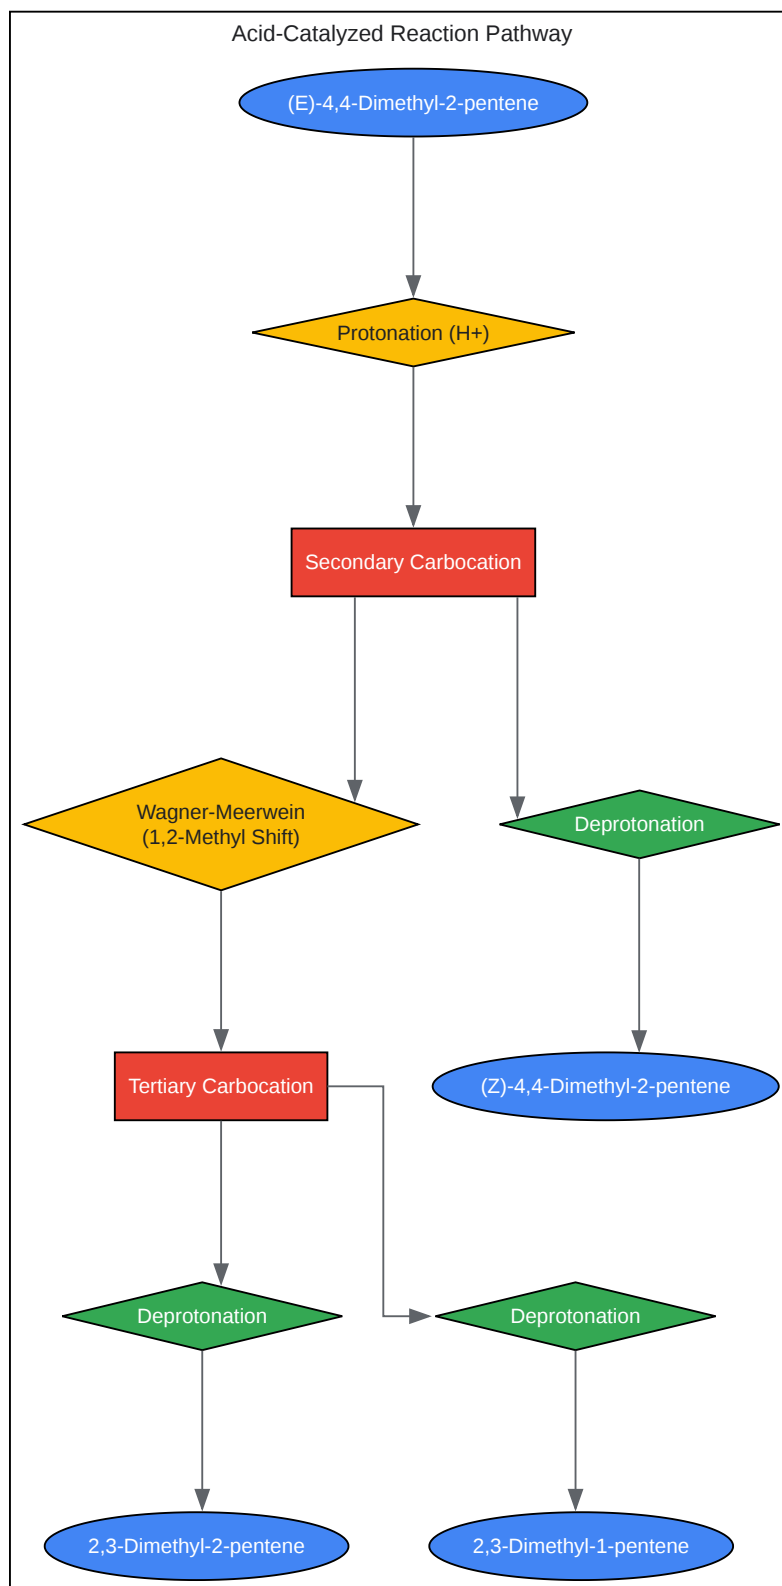 Acid-Catalyzed Reaction Pathway
(E)-4,4-Dimethyl-2-pentene
Protonation (H+)
Secondary Carbocation
Wagner-Meerwein
(1,2-Methyl Shift)
Deprotonation
Tertiary Carbocation
(Z)-4,4-Dimethyl-2-pentene
Deprotonation
Deprotonation
2,3-Dimethyl-2-pentene
2,3-Dimethyl-1-pentene